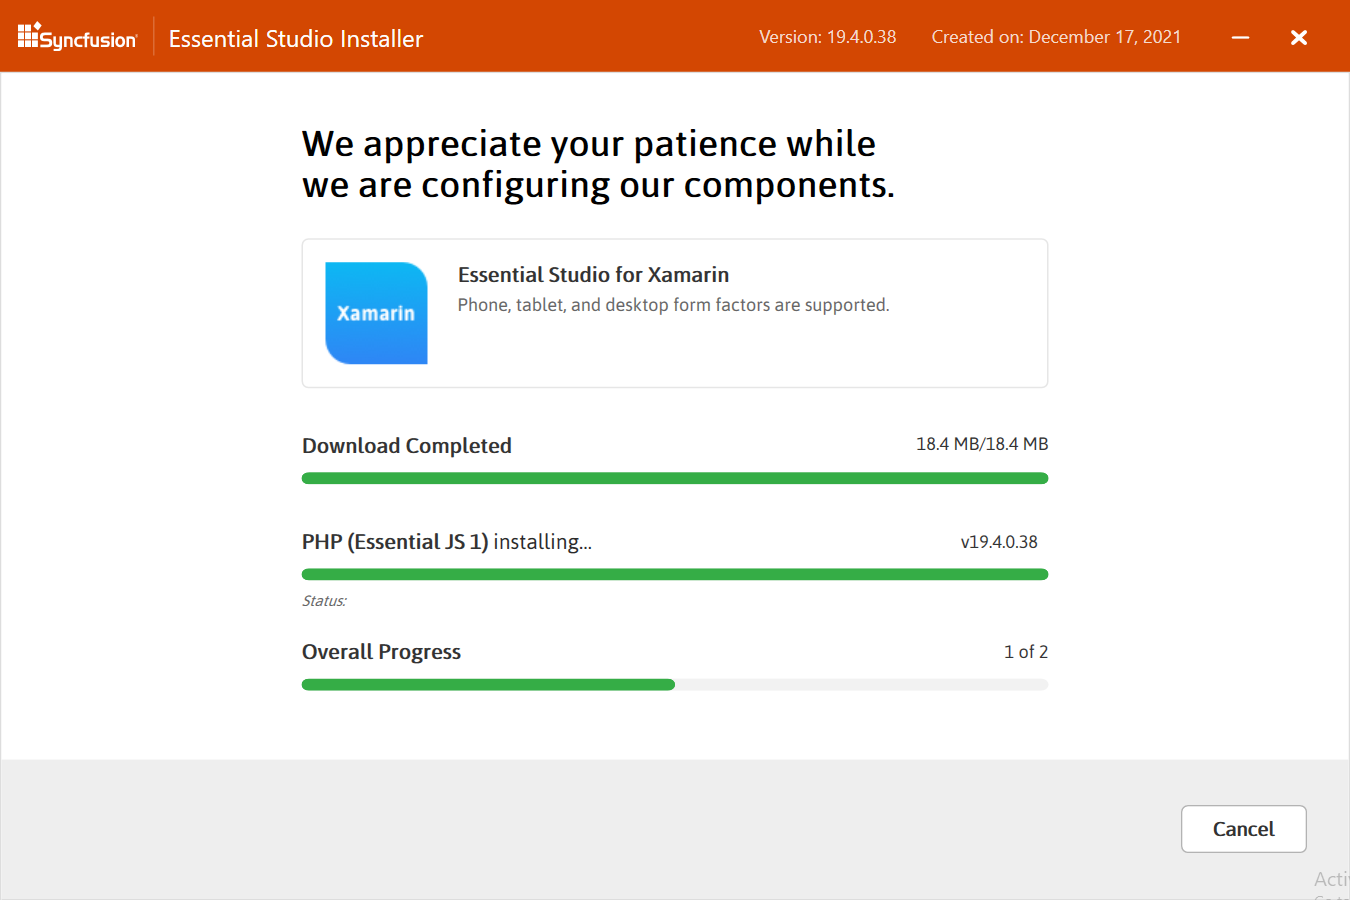 Syncfusion Essential Studio Installer Version: 19.4.0.38 Created on: December 17, 2021
We appreciate your patience while
we are configuring our components.
Xamarin
Essential Studio for Xamarin
Phone, tablet, and desktop form factors are supported.
Download Completed 18.4 MB/18.4 MB
PHP (Essential JS 1) installing... v19.4.0.38
Status:
Overall Progress 1 of 2
Cancel